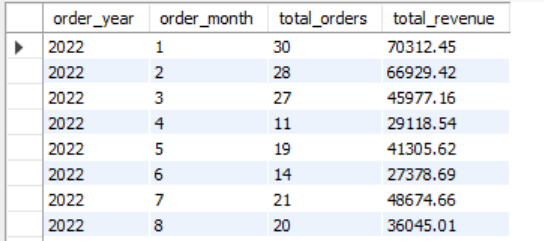 order_year order_month total_orders total_revenue
2022 1 30 70312.45
2022 2 28 66929.42
2022 3 27 45977.16
2022 4 11 29118.54
2022 5 19 41305.62
2022 6 14 27378.69
2022 7 21 48674.66
2022 8 20 36045.01